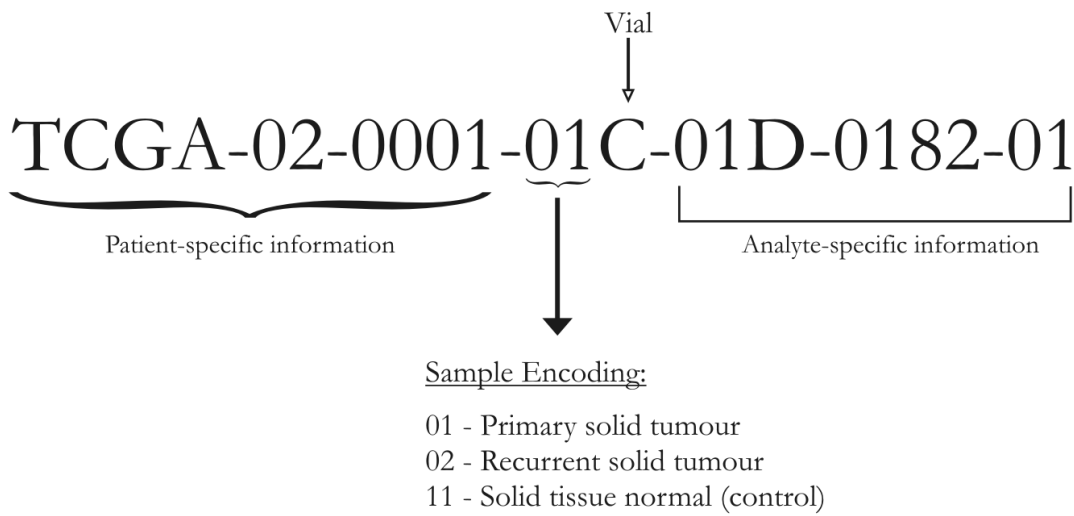 Vial
TCGA-02-0001-01C-01D-0182-01
Patient-specific information
Analyte-specific information
Sample Encoding:
01 - Primary solid tumour
02 - Recurrent solid tumour
11 - Solid tissue normal (control)